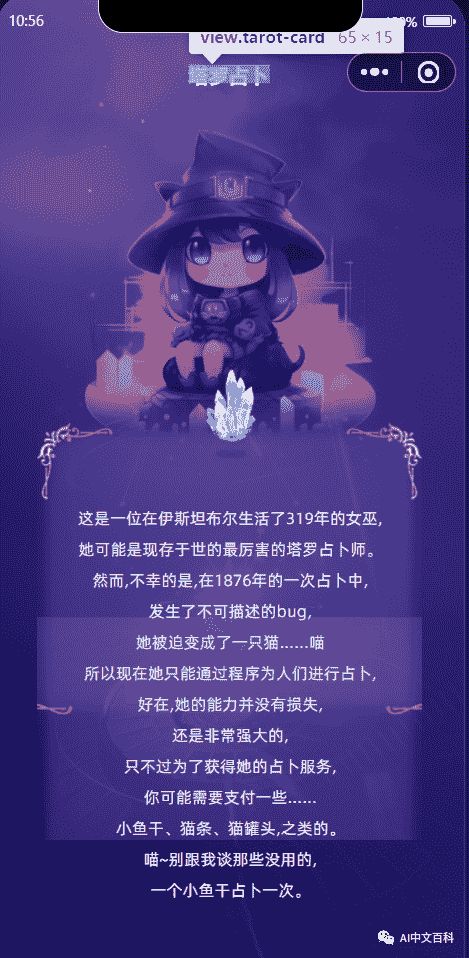 10:56
100%
view.tarot-card 65 × 15
塔罗占卜
这是一位在伊斯坦布尔生活了319年的女巫,
她可能是现存于世的最厉害的塔罗占卜师。
然而,不幸的是,在1876年的一次占卜中,
发生了不可描述的bug,
她被迫变成了一只猫……喵
所以现在她只能通过程序为人们进行占卜,
好在,她的能力并没有损失,
还是非常强大的,
只不过为了获得她的占卜服务,
你可能需要支付一些……
小鱼干、猫条、猫罐头,之类的。
喵~别跟我谈那些没用的,
一个小鱼干占卜一次。
AI中文百科